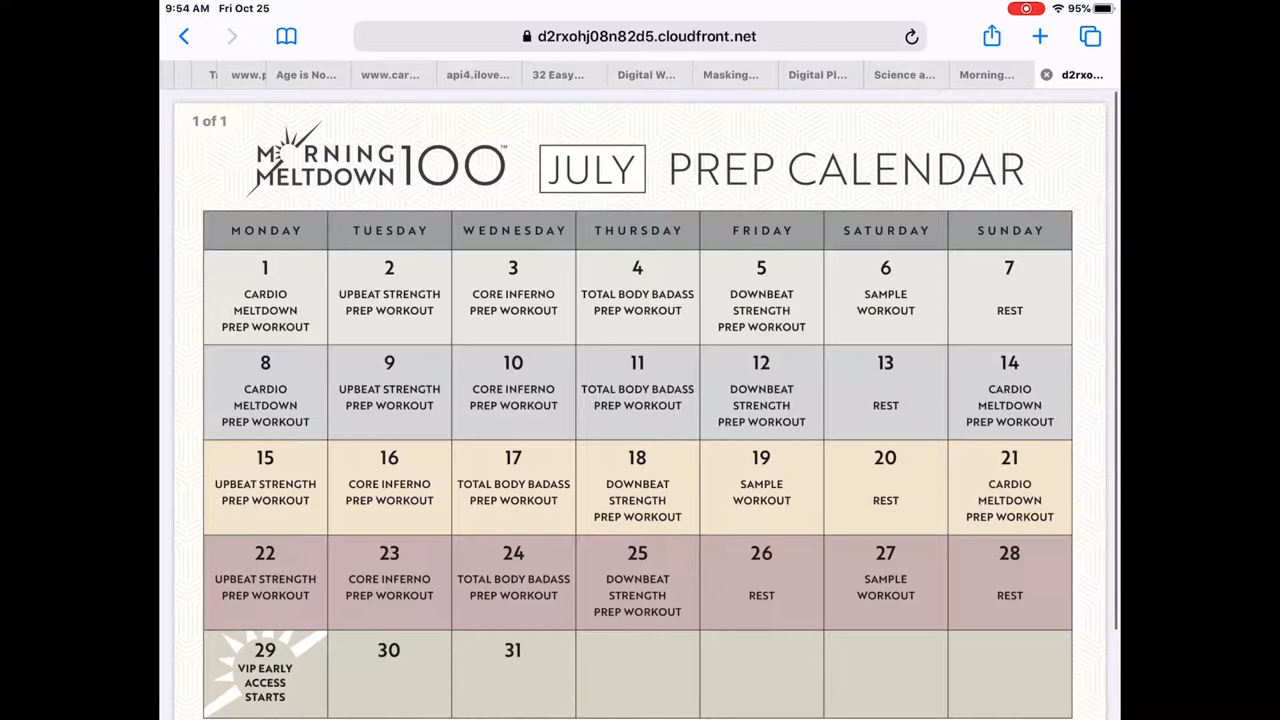 9:54 AM Fri Oct 25
95%
d2rxohj08n82d5.cloudfront.net
Ta
www.p
Age is No...
www.car...
api4.ilove...
32 Easy...
Digital W...
Masking...
Digital Pl...
Science a...
Morning...
d2rxo...
1 of 1
MORNING
MELTDOWN 100™
JULY PREP CALENDAR
MONDAY TUESDAY WEDNESDAY THURSDAY FRIDAY SATURDAY SUNDAY
1
CARDIO
MELTDOWN
PREP WORKOUT
2
UPBEAT STRENGTH
PREP WORKOUT
3
CORE INFERNO
PREP WORKOUT
4
TOTAL BODY BADASS
PREP WORKOUT
5
DOWNBEAT
STRENGTH
PREP WORKOUT
6
SAMPLE
WORKOUT
7
REST
8
CARDIO
MELTDOWN
PREP WORKOUT
9
UPBEAT STRENGTH
PREP WORKOUT
10
CORE INFERNO
PREP WORKOUT
11
TOTAL BODY BADASS
PREP WORKOUT
12
DOWNBEAT
STRENGTH
PREP WORKOUT
13
REST
14
CARDIO
MELTDOWN
PREP WORKOUT
15
UPBEAT STRENGTH
PREP WORKOUT
16
CORE INFERNO
PREP WORKOUT
17
TOTAL BODY BADASS
PREP WORKOUT
18
DOWNBEAT
STRENGTH
PREP WORKOUT
19
SAMPLE
WORKOUT
20
REST
21
CARDIO
MELTDOWN
PREP WORKOUT
22
UPBEAT STRENGTH
PREP WORKOUT
23
CORE INFERNO
PREP WORKOUT
24
TOTAL BODY BADASS
PREP WORKOUT
25
DOWNBEAT
STRENGTH
PREP WORKOUT
26
REST
27
SAMPLE
WORKOUT
28
REST
29
VIP EARLY
ACCESS
STARTS
30
31